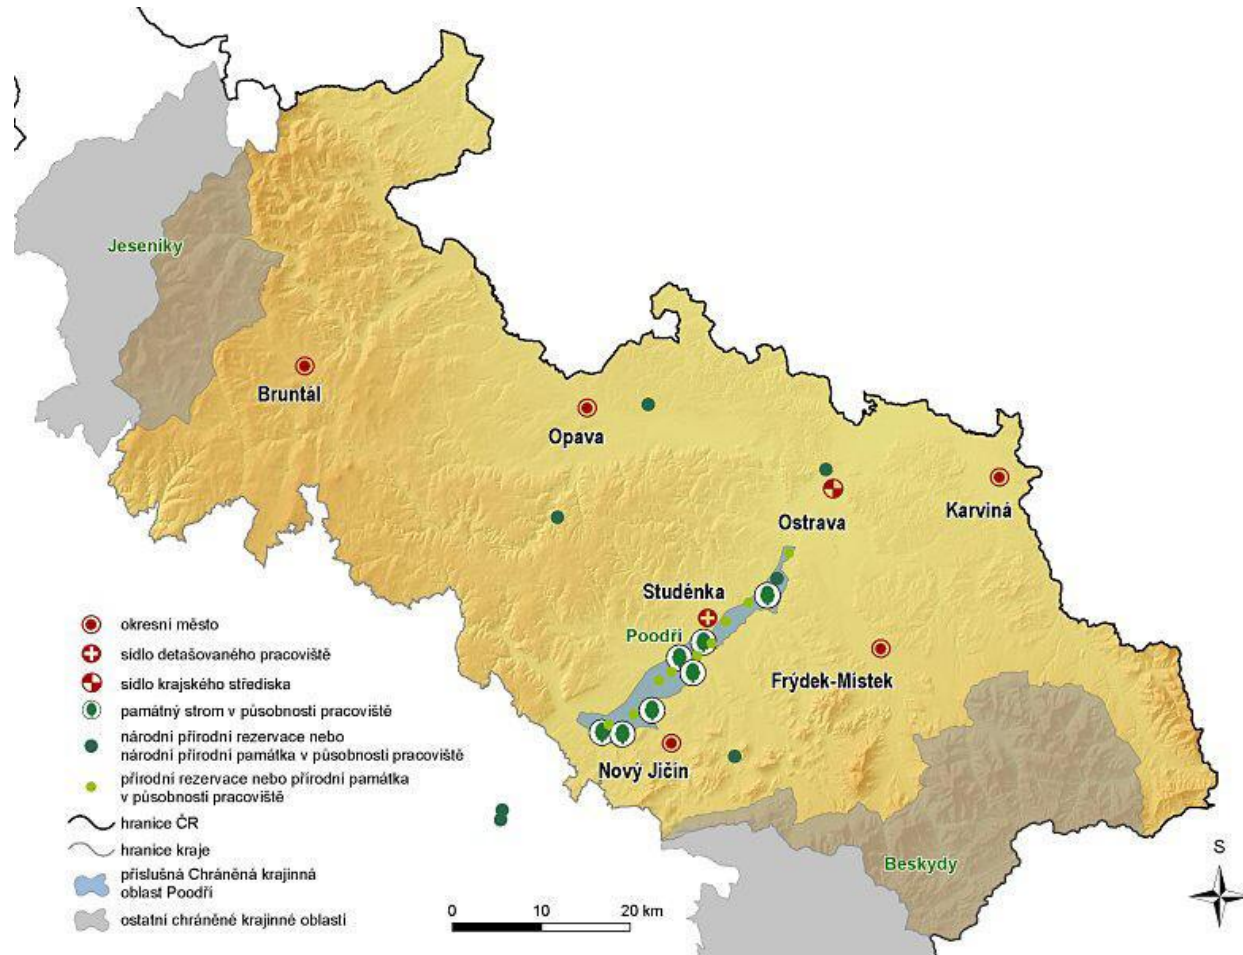 Jeseníky
Bruntál
Opava
Ostrava
Karviná
Studénka
Poodří
Frýdek-Místek
Nový Jičín
Beskydy
okresní město
sídlo detašovaného pracoviště
sídlo krajského střediska
památný strom v působnosti pracoviště
národní přírodní rezervace nebo
národní přírodní památka v působnosti pracoviště
přírodní rezervace nebo přírodní památka
v působnosti pracoviště
hranice ČR
hranice kraje
příslušná Chráněná krajinná
oblast Poodří
ostatní chráněné krajinné oblasti
0 10 20 km
S